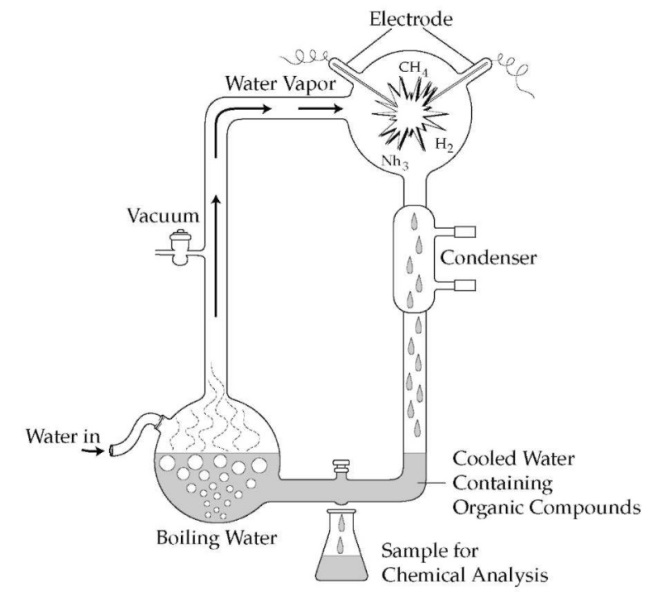 Electrode
Water Vapor
CH4
H2
Nh3
Vacuum
Condenser
Water in
Cooled Water
Containing
Organic Compounds
Boiling Water
Sample for
Chemical Analysis